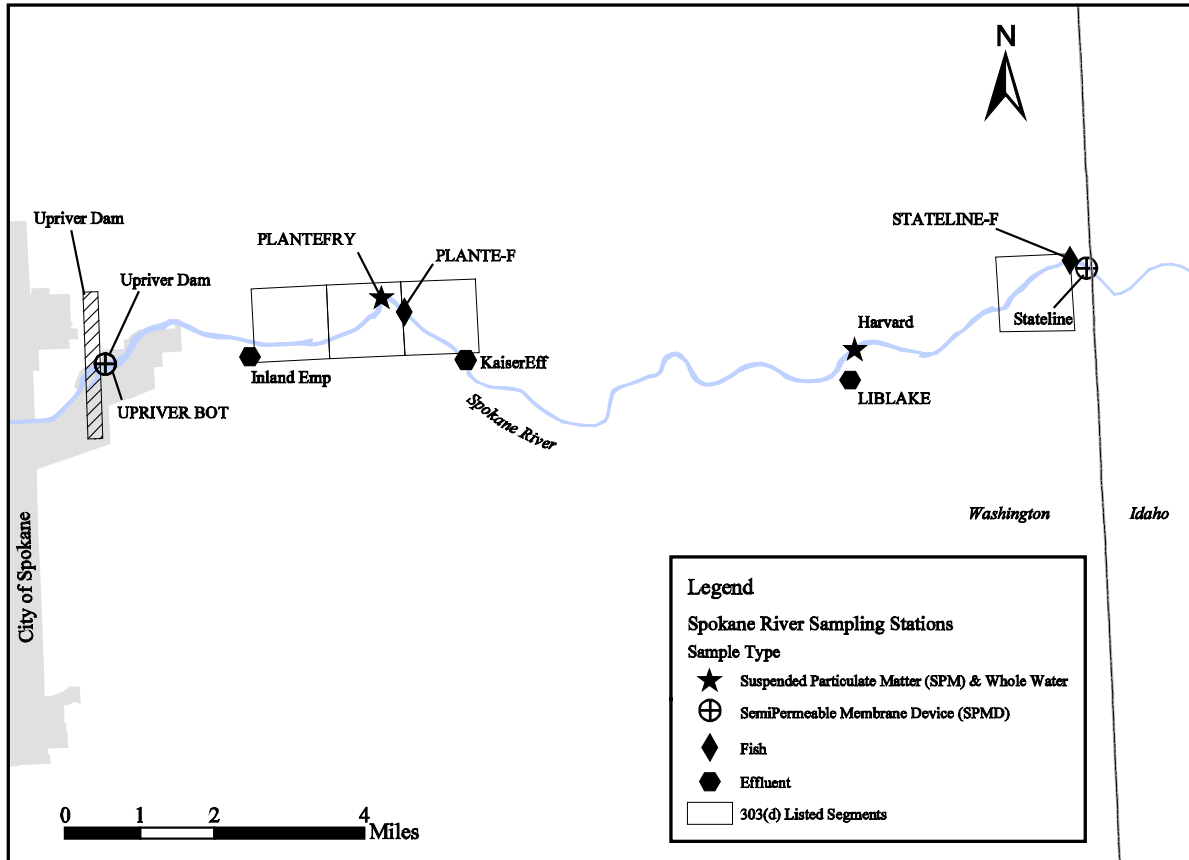 N
STATELINE-F
Upriver Dam
PLANTEFRY
PLANTE-F
Upriver Dam
Stateline
Harvard
KaiserEff
Inland Emp
LIBLAKE
UPRIVER BOT
Spokane River
Washington
Idaho
City of Spokane
Legend
Spokane River Sampling Stations
Sample Type
Suspended Particulate Matter (SPM) & Whole Water
SemiPermeable Membrane Device (SPMD)
Fish
Effluent
303(d) Listed Segments
0 1 2 4
Miles